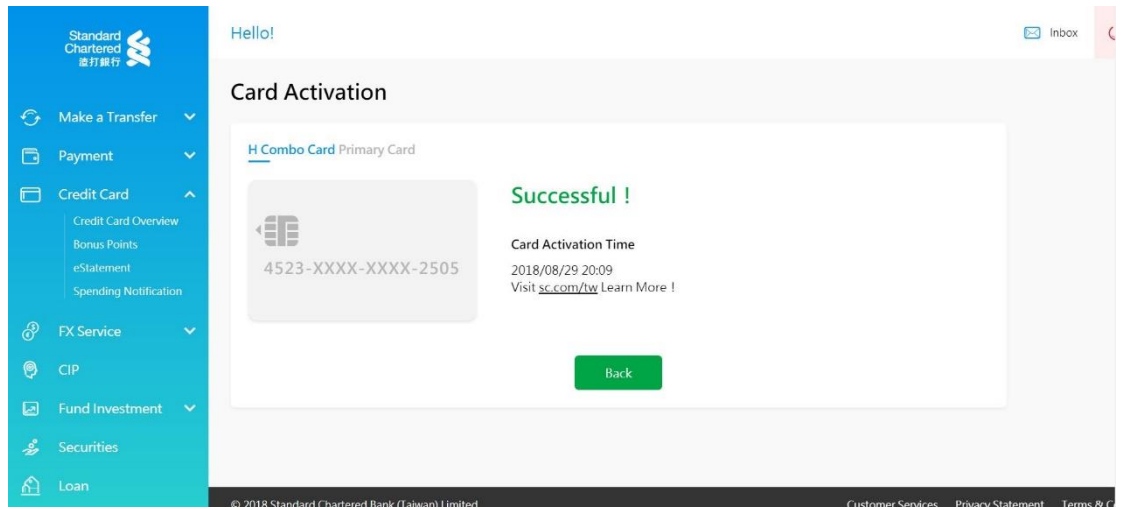 Standard
Chartered
渣打銀行
Hello!
Inbox
Card Activation
Make a Transfer
Payment
Credit Card
Credit Card Overview
Bonus Points
eStatement
Spending Notification
FX Service
CIP
Fund Investment
Securities
Loan
H Combo Card Primary Card
4523-XXXX-XXXX-2505
Successful !
Card Activation Time
2018/08/29 20:09
Visit sc.com/tw Learn More !
Back
© 2018 Standard Chartered Bank (Taiwan) Limited
Customer Services Privacy Statement Terms & C